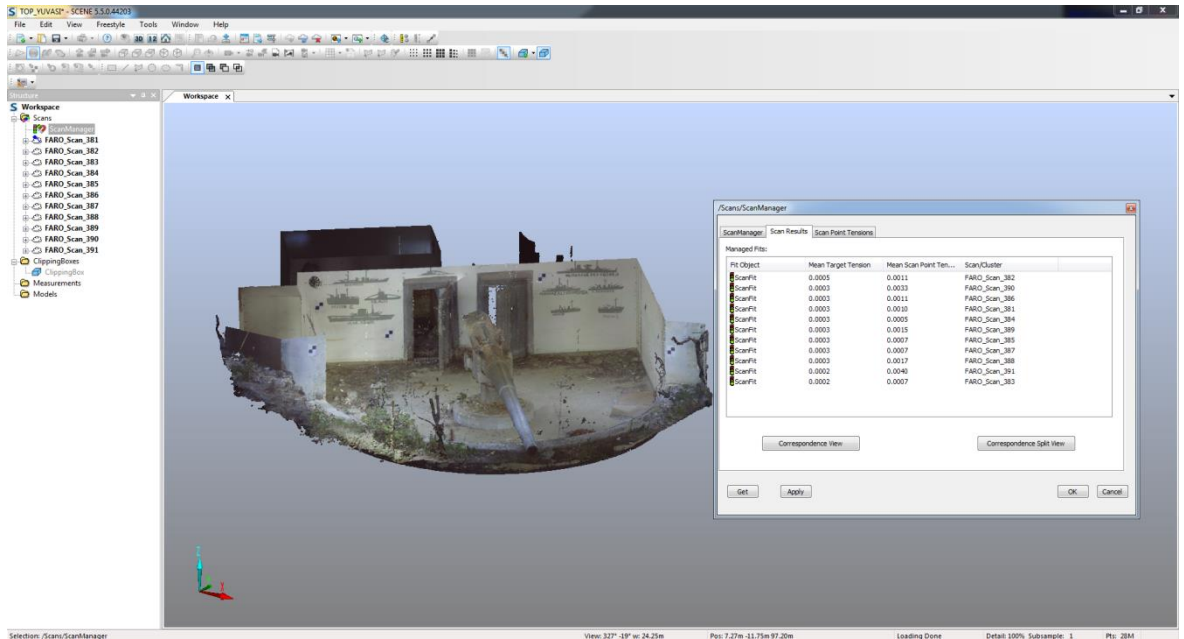 TOP_YUVASI* - SCENE 5.5.0.44203
File Edit View Freestyle Tools Window Help
Structure
Workspace
Workspace
Scans
ScanManager
FARO_Scan_381
FARO_Scan_382
FARO_Scan_383
FARO_Scan_384
FARO_Scan_385
FARO_Scan_386
FARO_Scan_387
FARO_Scan_388
FARO_Scan_389
FARO_Scan_390
FARO_Scan_391
ClippingBoxes
ClippingBox
Measurements
Models
/Scans/ScanManager
ScanManager Scan Results Scan Point Tensions
Managed Fits:
Fit Object Mean Target Tension Mean Scan Point Ten... Scan/Cluster
ScanFit 0.0005 0.0011 FARO_Scan_382
ScanFit 0.0003 0.0033 FARO_Scan_390
ScanFit 0.0003 0.0011 FARO_Scan_386
ScanFit 0.0003 0.0010 FARO_Scan_381
ScanFit 0.0003 0.0005 FARO_Scan_384
ScanFit 0.0003 0.0015 FARO_Scan_389
ScanFit 0.0003 0.0007 FARO_Scan_385
ScanFit 0.0003 0.0007 FARO_Scan_387
ScanFit 0.0003 0.0017 FARO_Scan_388
ScanFit 0.0002 0.0040 FARO_Scan_391
ScanFit 0.0002 0.0007 FARO_Scan_383
Correspondence View Correspondence Split View
Get Apply OK Cancel
Selection: /Scans/ScanManager View: 327° -19° w: 24.25m Pos: 7.27m -11.75m 97.20m Loading Done Detail: 100% Subsample: 1 Pts: 28M